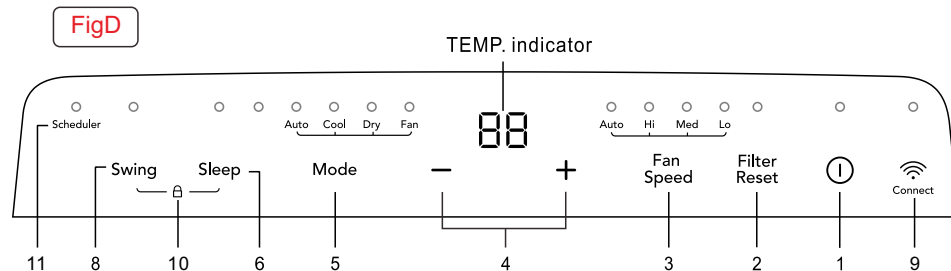 FigD
TEMP. indicator
Scheduler
Auto Cool Dry Fan
88
Auto Hi Med Lo
Swing Sleep Mode − + Fan Speed Filter Reset
Connect
11 8 10 6 5 4 3 2 1 9